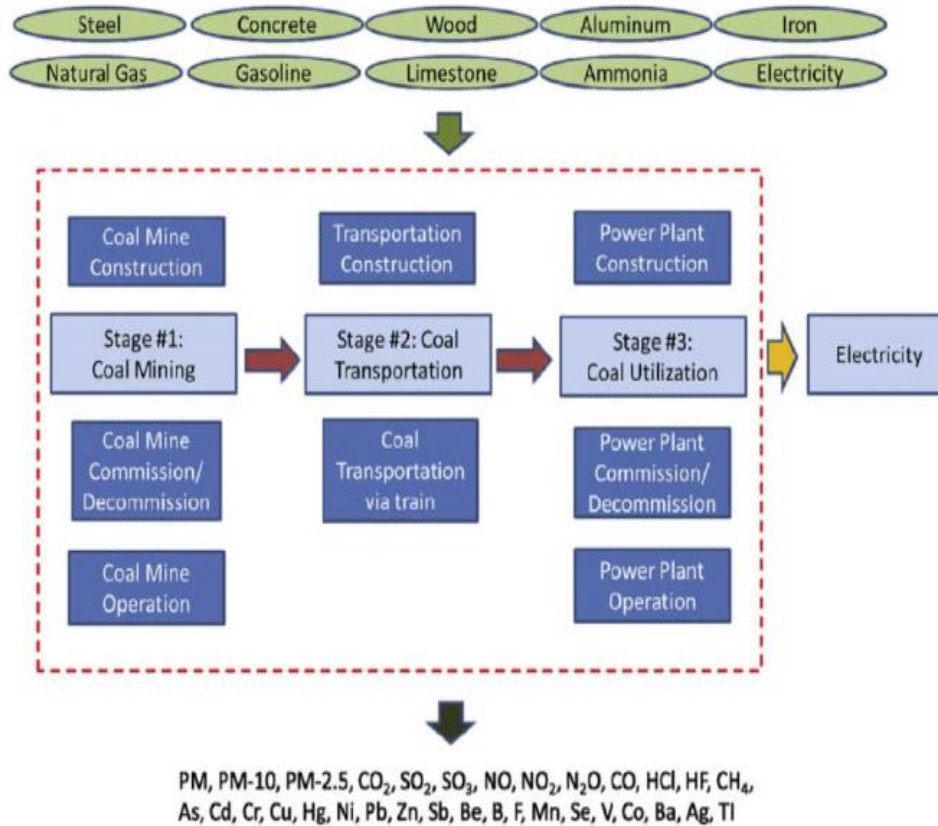 Steel
Concrete
Wood
Aluminum
Iron
Natural Gas
Gasoline
Limestone
Ammonia
Electricity
Coal Mine
Construction
Transportation
Construction
Power Plant
Construction
Stage #1:
Coal Mining
Stage #2: Coal
Transportation
Stage #3:
Coal Utilization
Electricity
Coal Mine
Commission/
Decommission
Coal
Transportation
via train
Power Plant
Commission/
Decommission
Coal Mine
Operation
Power Plant
Operation
PM, PM-10, PM-2.5, CO₂, SO₂, SO₃, NO, NO₂, N₂O, CO, HCl, HF, CH₄,
As, Cd, Cr, Cu, Hg, Ni, Pb, Zn, Sb, Be, B, F, Mn, Se, V, Co, Ba, Ag, Tl